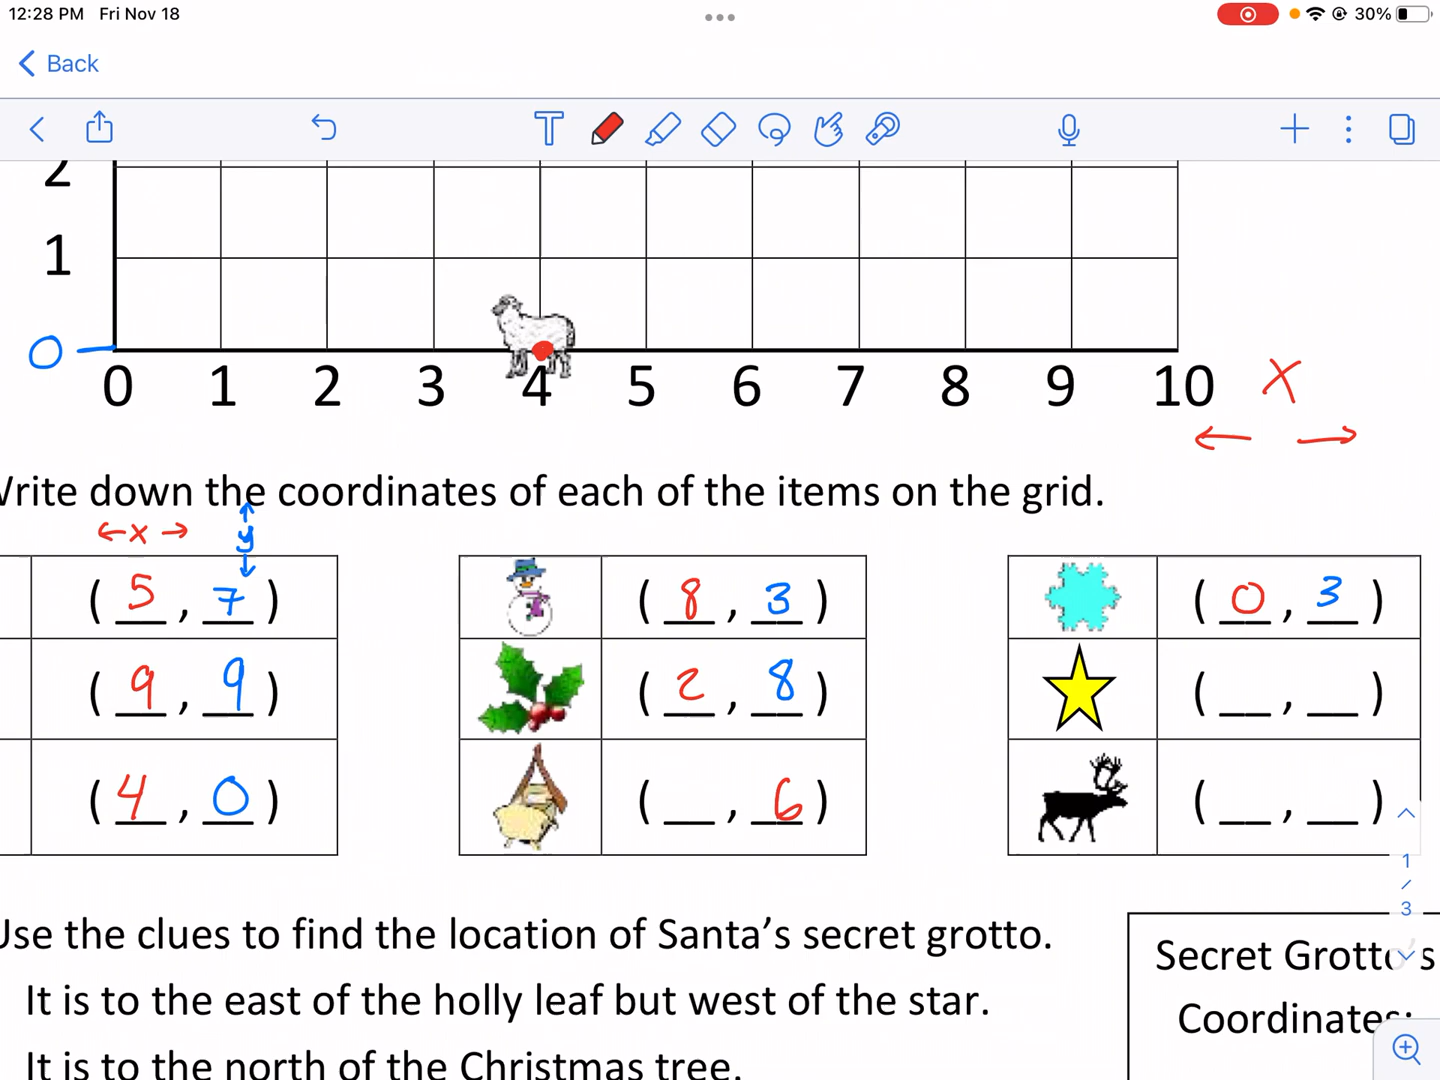 12:28 PM Fri Nov 18
30%
Back
2
1
0
0 1 2 3 4 5 6 7 8 9 10 x
Write down the coordinates of each of the items on the grid.
x y
(5, 7) (8, 3) (0, 3)
(9, 9) (2, 8) (__, __)
(4, 0) (__, 6) (__, __)
1
/
3
Use the clues to find the location of Santa's secret grotto.
Secret Grotto's
It is to the east of the holly leaf but west of the star.
Coordinates:
It is to the north of the Christmas tree.